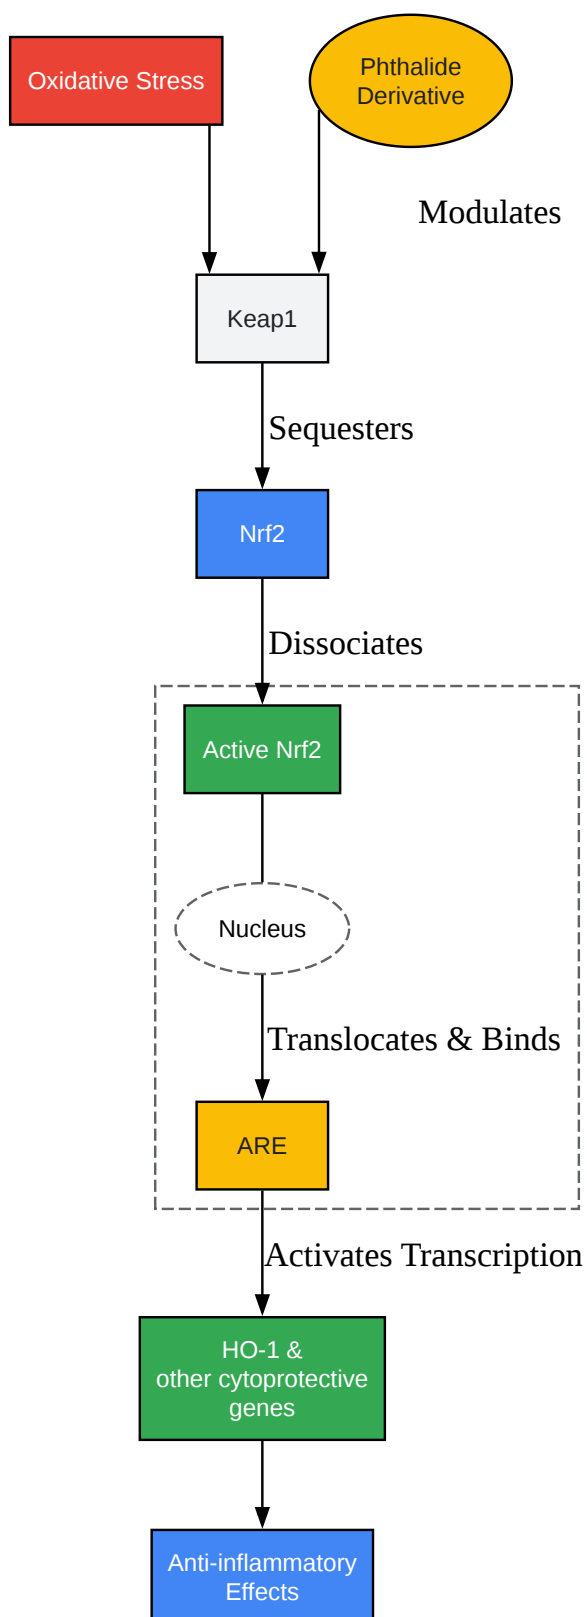 Oxidative Stress
Phthalide
Derivative
Modulates
Keap1
Sequesters
Nrf2
Dissociates
Active Nrf2
Nucleus
Translocates & Binds
ARE
Activates Transcription
HO-1 &
other cytoprotective
genes
Anti-inflammatory
Effects